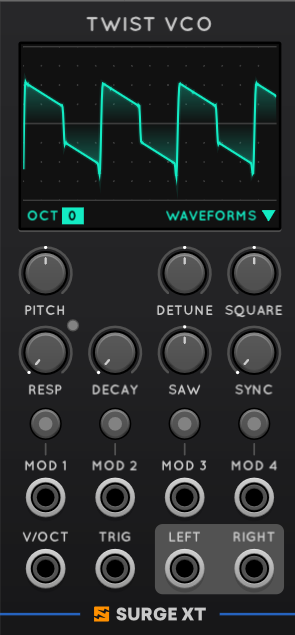 TWIST VCO
OCT 0 WAVEFORMS
PITCH DETUNE SQUARE
RESP DECAY SAW SYNC
MOD 1 MOD 2 MOD 3 MOD 4
V/OCT TRIG LEFT RIGHT
SURGE XT